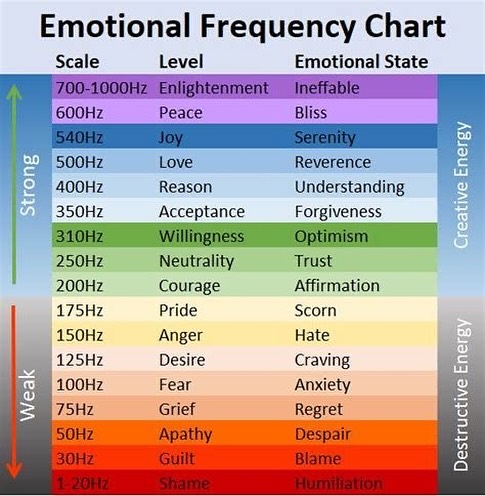 Emotional Frequency Chart
Scale Level Emotional State
700-1000Hz Enlightenment Ineffable
600Hz Peace Bliss
540Hz Joy Serenity
500Hz Love Reverence
400Hz Reason Understanding
350Hz Acceptance Forgiveness
310Hz Willingness Optimism
250Hz Neutrality Trust
200Hz Courage Affirmation
175Hz Pride Scorn
150Hz Anger Hate
125Hz Desire Craving
100Hz Fear Anxiety
75Hz Grief Regret
50Hz Apathy Despair
30Hz Guilt Blame
1-20Hz Shame Humiliation
Strong
Weak
Creative Energy
Destructive Energy